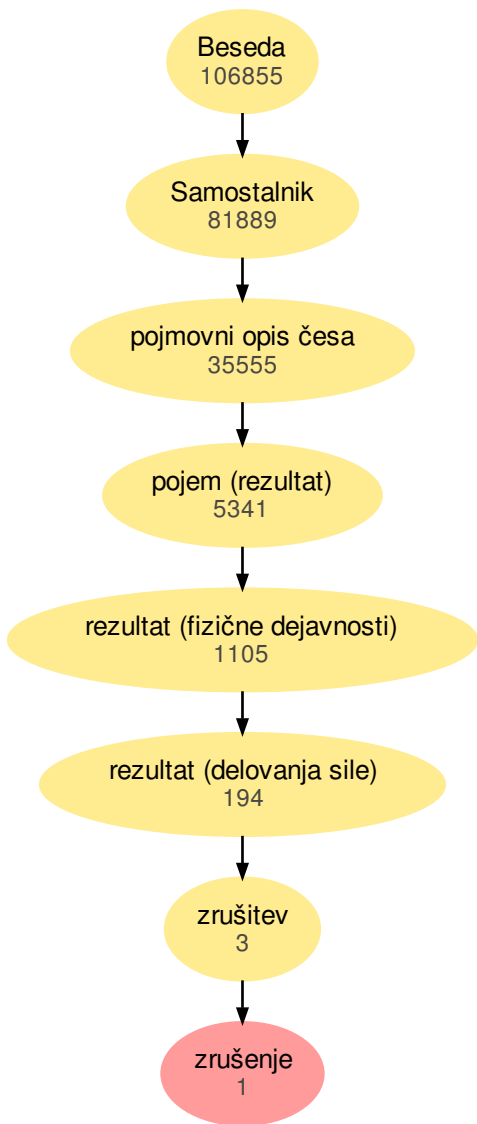 Beseda
106855
Samostalnik
81889
pojmovni opis česa
35555
pojem (rezultat)
5341
rezultat (fizične dejavnosti)
1105
rezultat (delovanja sile)
194
zrušitev
3
zrušenje
1